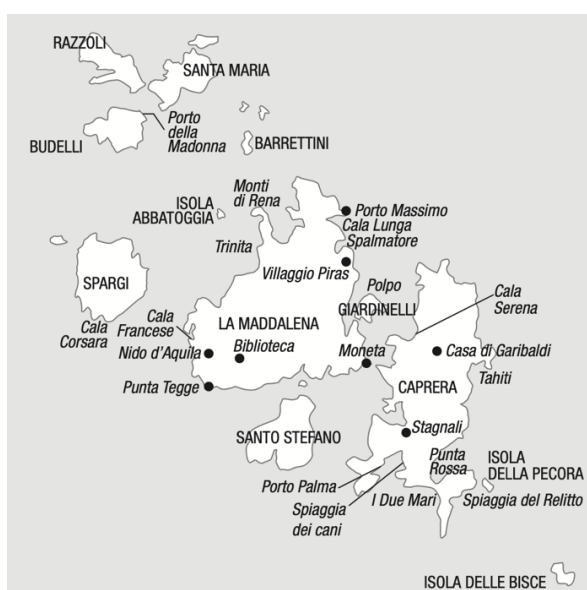 RAZZOLI
SANTA MARIA
Porto
della
Madonna
BUDELLI
BARRETTINI
Monti
di Rena
ISOLA
ABBATOGGIA
Porto Massimo
Cala Lunga
Spalmatore
Trinita
Villaggio Piras
SPARGI
Polpo
GIARDINELLI
Cala
Serena
Cala
Francese
Cala
Corsara
LA MADDALENA
Nido d'Aquila
Biblioteca
Moneta
Casa di Garibaldi
Tahiti
Punta Tegge
CAPRERA
SANTO STEFANO
Stagnali
Punta
Rossa
ISOLA
DELLA PECORA
Porto Palma
I Due Mari
Spiaggia del Relitto
Spiaggia
dei cani
ISOLA DELLE BISCE